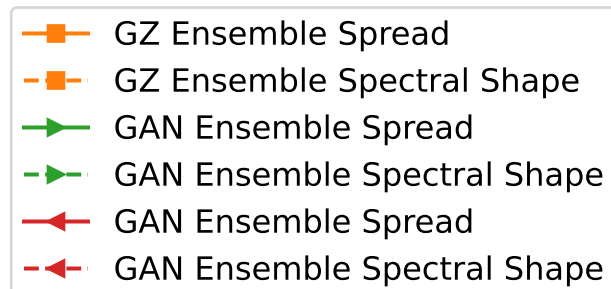 GZ Ensemble Spread
GZ Ensemble Spectral Shape
GAN Ensemble Spread
GAN Ensemble Spectral Shape
GAN Ensemble Spread
GAN Ensemble Spectral Shape